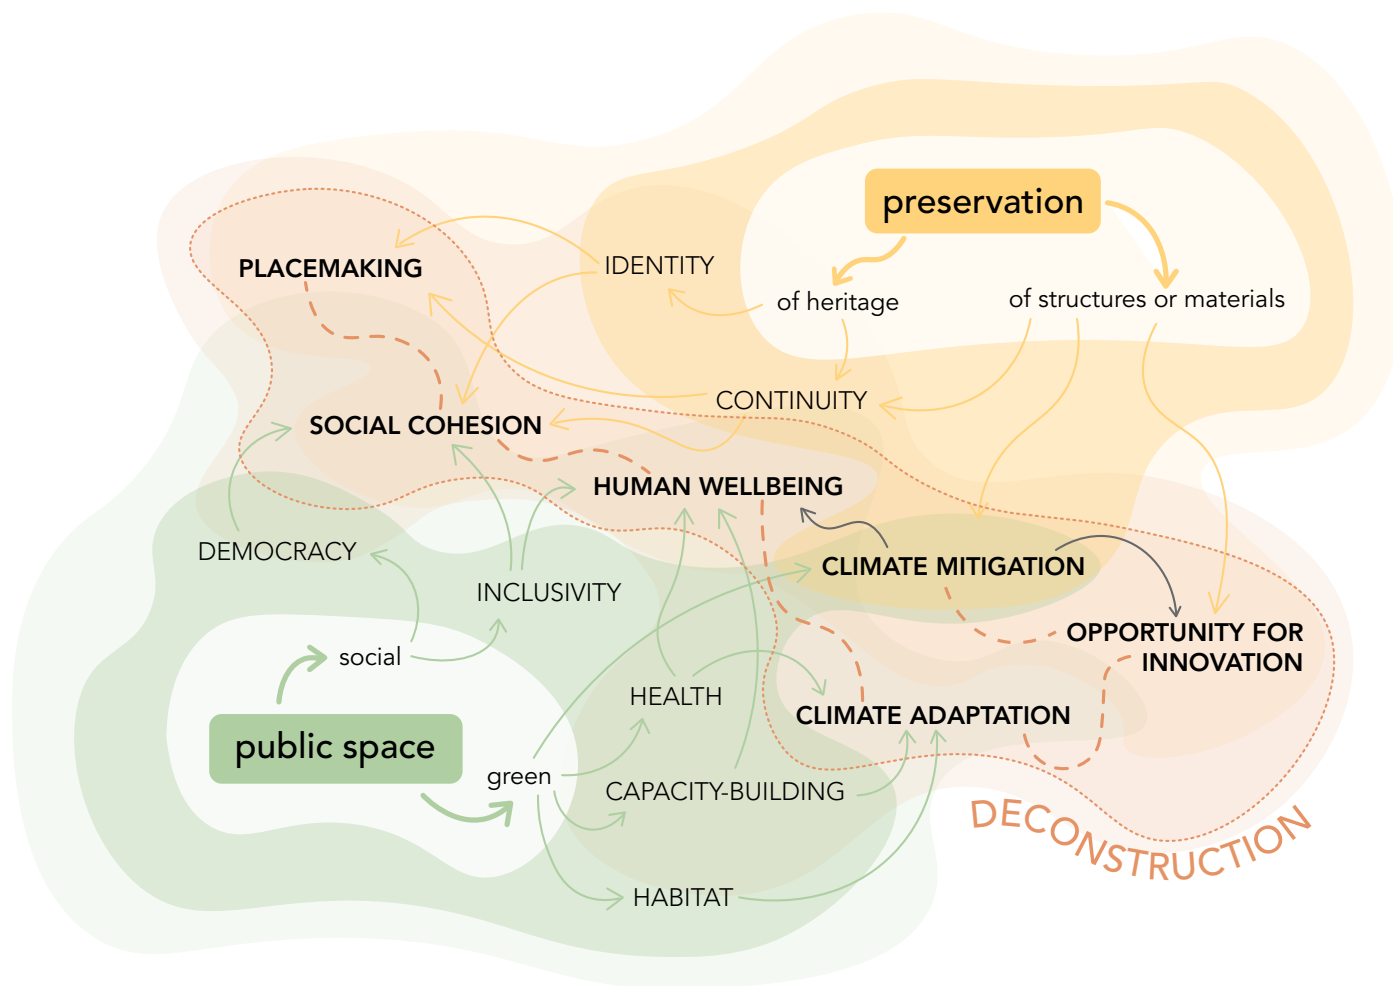 preservation
PLACEMAKING
IDENTITY
of heritage
of structures or materials
CONTINUITY
SOCIAL COHESION
HUMAN WELLBEING
DEMOCRACY
CLIMATE MITIGATION
INCLUSIVITY
OPPORTUNITY FOR
INNOVATION
social
HEALTH
CLIMATE ADAPTATION
public space
green
CAPACITY-BUILDING
DECONSTRUCTION
HABITAT